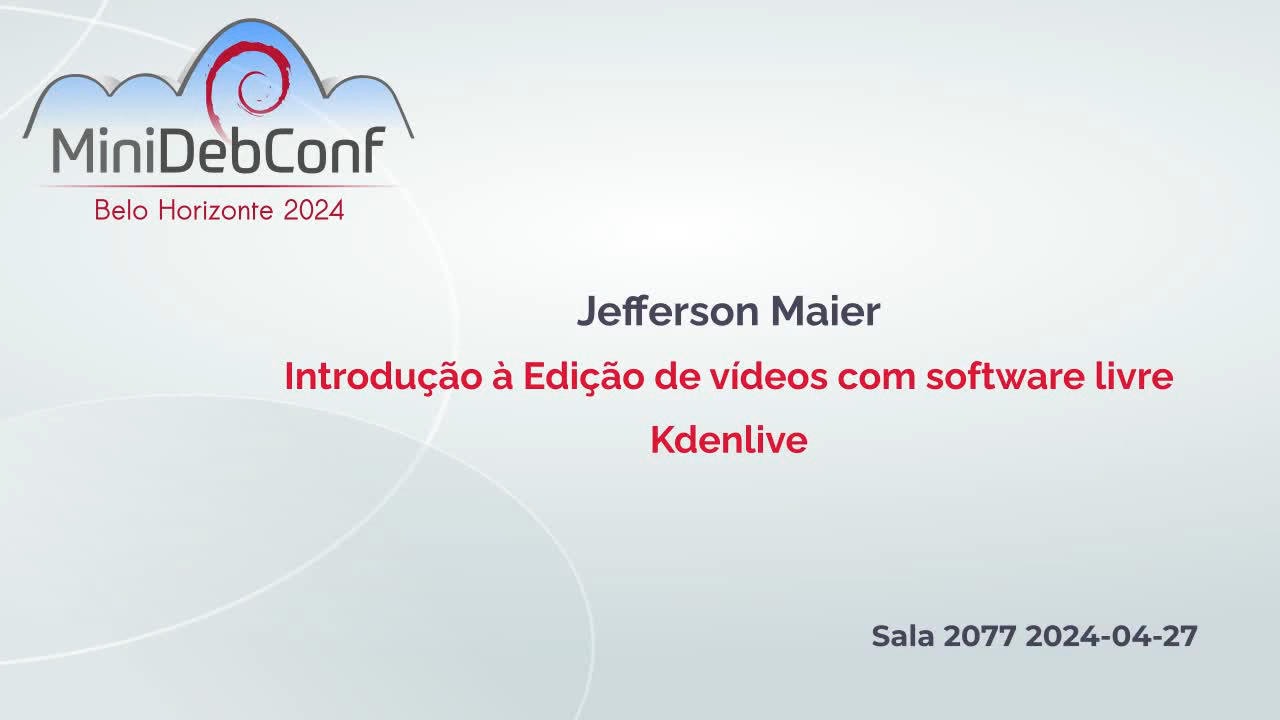 MiniDebConf
Belo Horizonte 2024
Jefferson Maier
Introdução à Edição de vídeos com software livre
Kdenlive
Sala 2077 2024-04-27